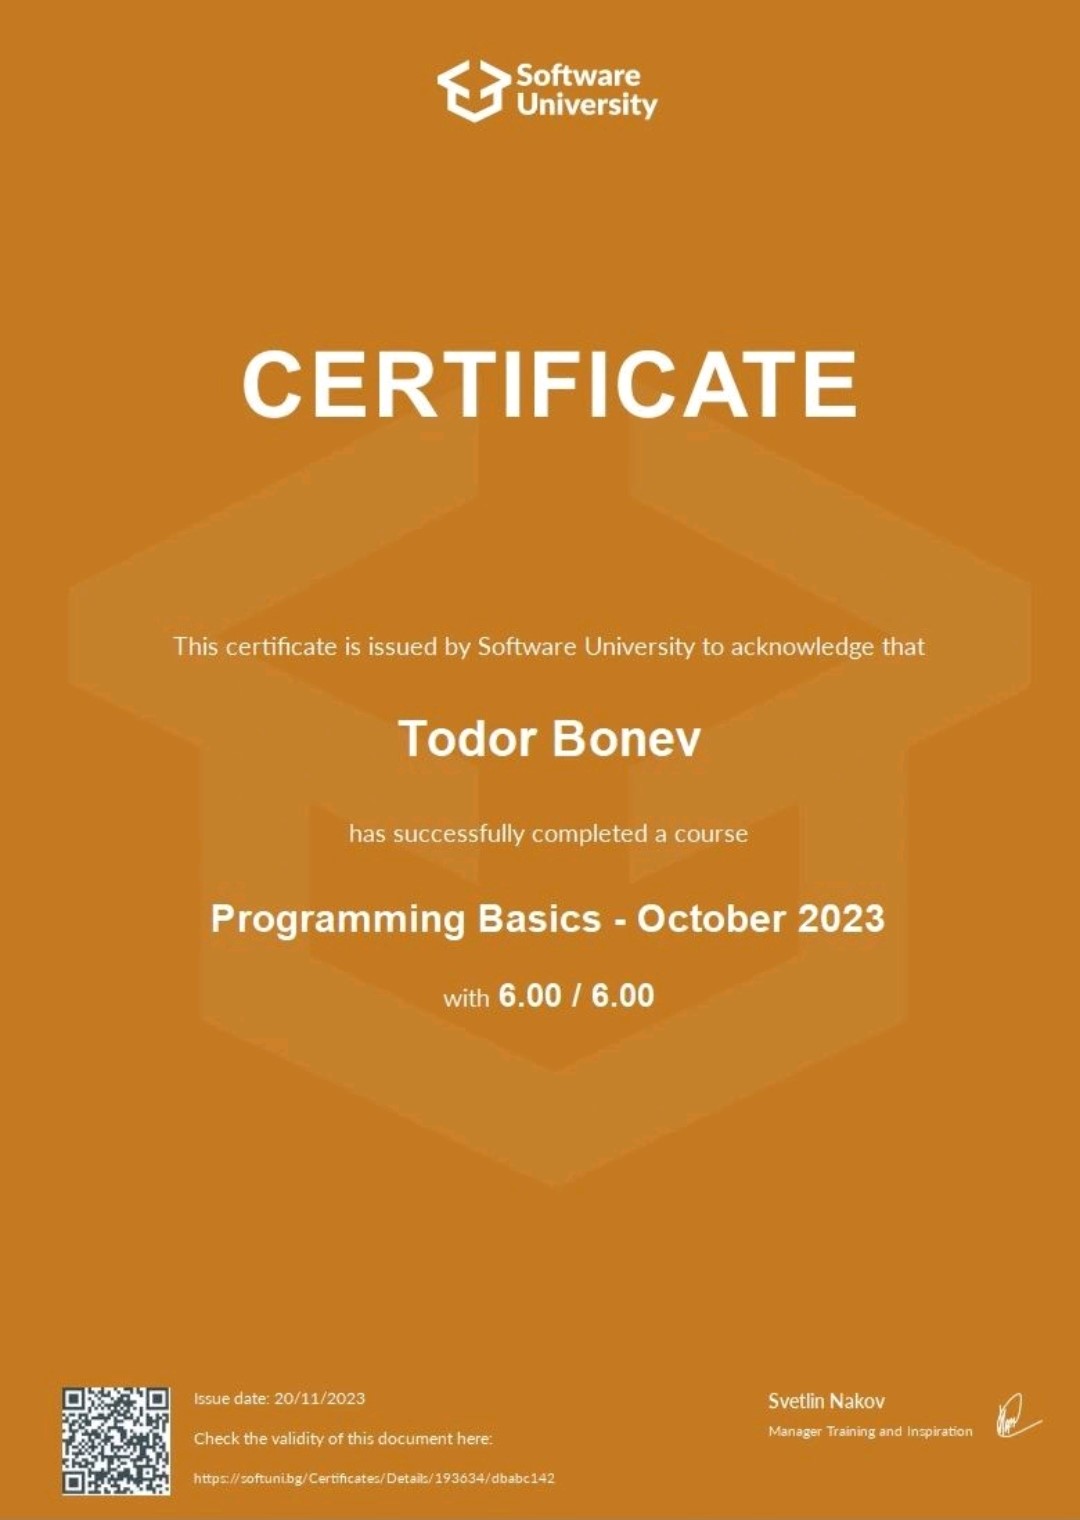 Software
University
CERTIFICATE
This certificate is issued by Software University to acknowledge that
Todor Bonev
has successfully completed a course
Programming Basics - October 2023
with 6.00 / 6.00
Issue date: 20/11/2023
Check the validity of this document here:
https://softuni.bg/Certificates/Details/193634/dbabc142
Svetlin Nakov
Manager Training and Inspiration